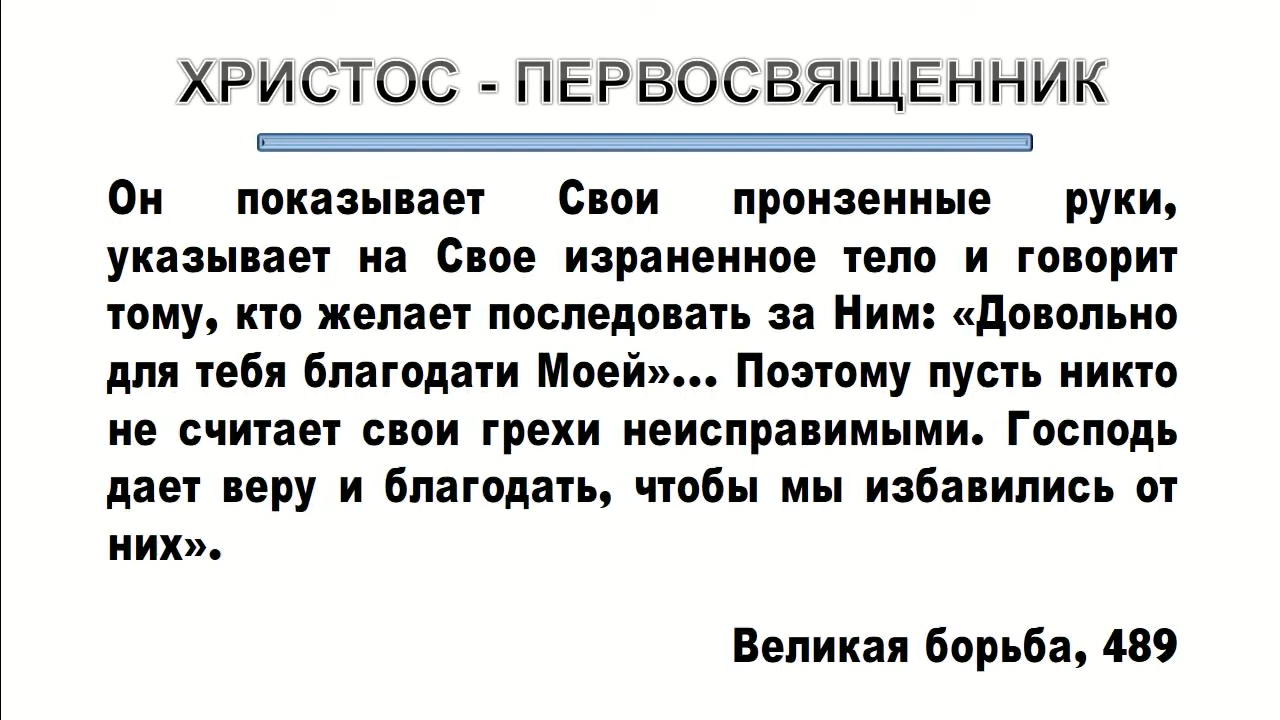 ХРИСТОС - ПЕРВОСВЯЩЕННИК
Он показывает Свои пронзенные руки,
указывает на Свое израненное тело и говорит
тому, кто желает последовать за Ним: «Довольно
для тебя благодати Моей»... Поэтому пусть никто
не считает свои грехи неисправимыми. Господь
дает веру и благодать, чтобы мы избавились от
них».
Великая борьба, 489